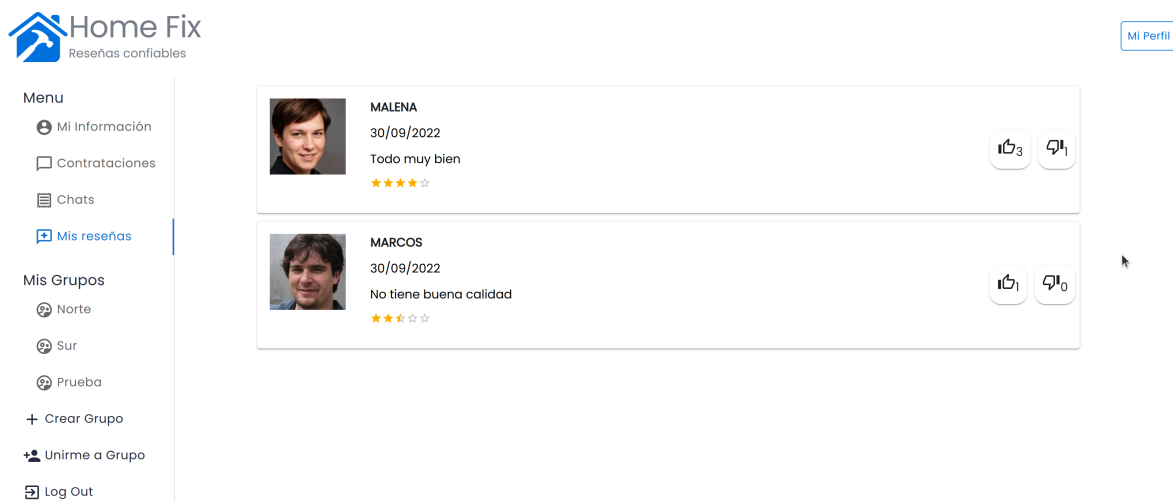 Home Fix
Reseñas confiables
Mi Perfil
Menu
Mi Información
Contrataciones
Chats
Mis reseñas
Mis Grupos
Norte
Sur
Prueba
Crear Grupo
Unirme a Grupo
Log Out
MALENA
30/09/2022
Todo muy bien
3
1
MARCOS
30/09/2022
No tiene buena calidad
1
0